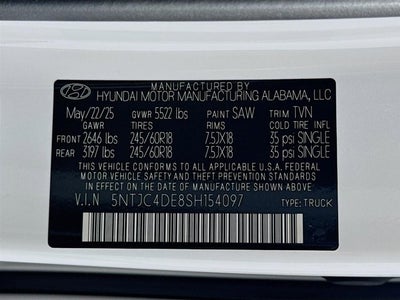 MANUFACTURED BY
HYUNDAI MOTOR MANUFACTURING ALABAMA, LLC
May/22/25 GVWR 5522 lbs PAINT SAW TRIM TVN
GAWR TIRES RIMS COLD TIRE INFL
FRONT 2646 lbs 245/60R18 7.5JX18 35 psi SINGLE
REAR 3197 lbs 245/60R18 7.5JX18 35 psi SINGLE
THIS VEHICLE CONFORMS TO ALL APPLICABLE U.S.A. FEDERAL
MOTOR VEHICLE SAFETY STANDARDS IN EFFECT ON THE
DATE OF MANUFACTURE SHOWN ABOVE.
V.I.N 5NTJC4DE8SH154097 TYPE: TRUCK